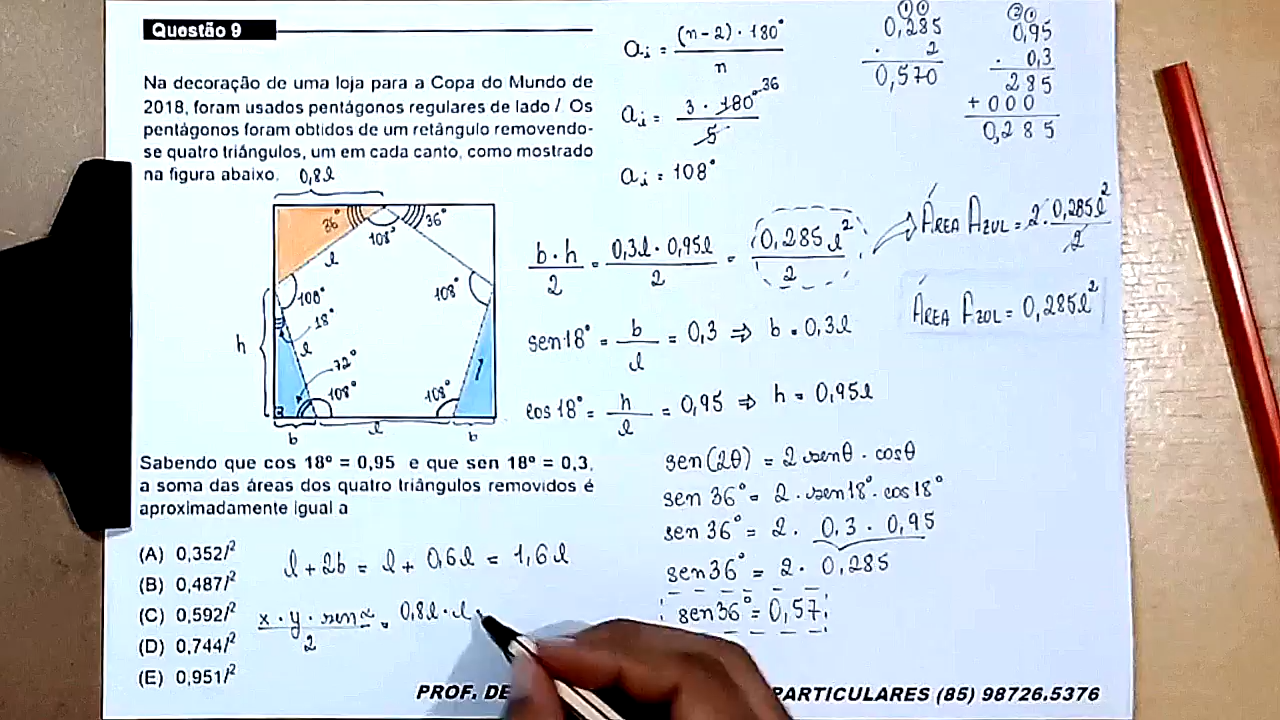 Questão 9
Na decoração de uma loja para a Copa do Mundo de
2018, foram usados pentágonos regulares de lado l. Os
pentágonos foram obtidos de um retângulo removendo-
se quatro triângulos, um em cada canto, como mostrado
na figura abaixo.
0,8l
36°
36°
108°
l
108°
108°
18°
h
l
72°
108°
108°
b
l
b
Sabendo que cos 18° = 0,95 e que sen 18° = 0,3,
a soma das áreas dos quatro triângulos removidos é
aproximadamente igual a
(A) 0,352l²
(B) 0,487l²
(C) 0,592l²
(D) 0,744l²
(E) 0,951l²
l + 2b = l + 0,6l = 1,6l
x · y · sen α / 2 = 0,8l · l ·
ai = (n-2) · 180° / n
ai = 3 · 180° 36 / 5
ai = 108°
0,285
· 2
0,570
0,95
· 0,3
285
+ 000
0,285
b · h / 2 = 0,3l · 0,95l / 2 = 0,285l² / 2
ÁREA AZUL = 2 · 0,285l² / 2
ÁREA AZUL = 0,285l²
sen 18° = b / l = 0,3 ⇒ b = 0,3l
cos 18° = h / l = 0,95 ⇒ h = 0,95l
sen(2θ) = 2 senθ · cosθ
sen 36° = 2 · sen 18° · cos 18°
sen 36° = 2 · 0,3 · 0,95
sen 36° = 2 · 0,285
sen 36° = 0,57
PROF. DE PARTICULARES (85) 98726.5376